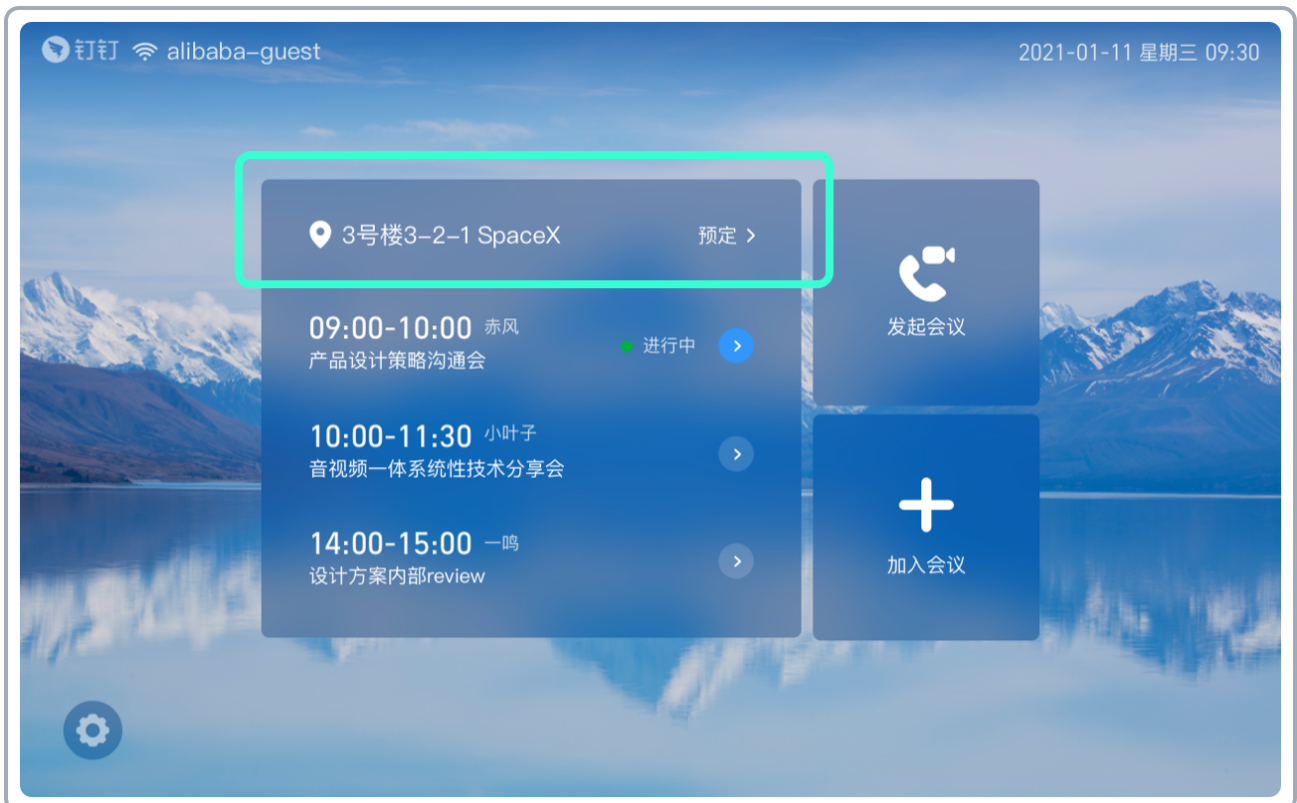 钉钉 alibaba-guest 2021-01-11 星期三 09:30
3号楼3-2-1 SpaceX 预定
09:00-10:00 赤风
产品设计策略沟通会
进行中
10:00-11:30 小叶子
音视频一体系统性技术分享会
14:00-15:00 一鸣
设计方案内部review
发起会议
加入会议